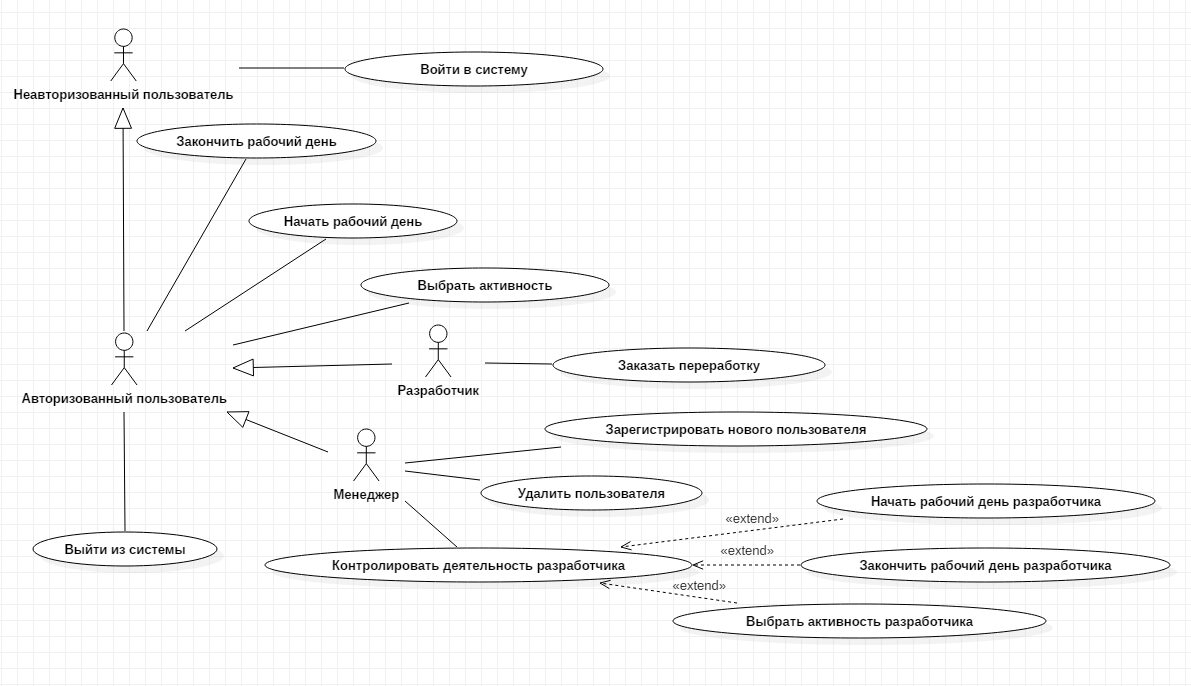 Войти в систему
Неавторизованный пользователь
Закончить рабочий день
Начать рабочий день
Выбрать активность
Заказать переработку
Разработчик
Авторизованный пользователь
Зарегистрировать нового пользователя
Менеджер
Удалить пользователя
Начать рабочий день разработчика
«extend»
Выйти из системы
«extend»
Контролировать деятельность разработчика
Закончить рабочий день разработчика
«extend»
Выбрать активность разработчика